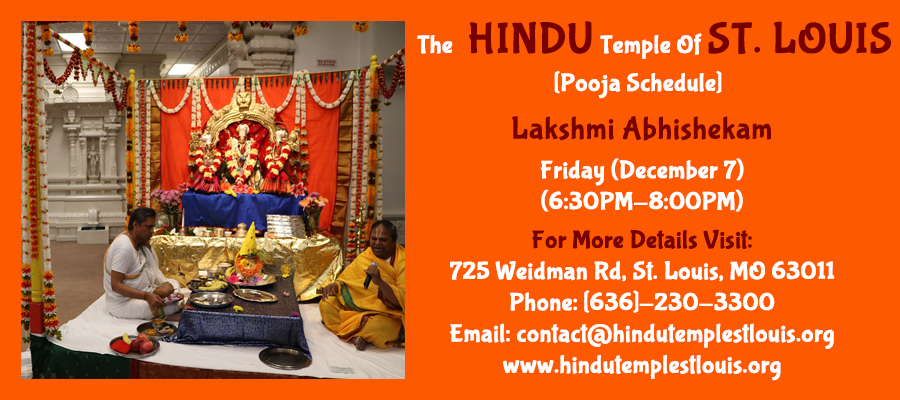 The HINDU Temple Of ST. LOUIS
[Pooja Schedule]
Lakshmi Abhishekam
Friday (December 7)
(6:30PM-8:00PM)
For More Details Visit:
725 Weidman Rd, St. Louis, MO 63011
Phone: (636)-230-3300
Email: contact@hindutemplestlouis.org
www.hindutemplestlouis.org